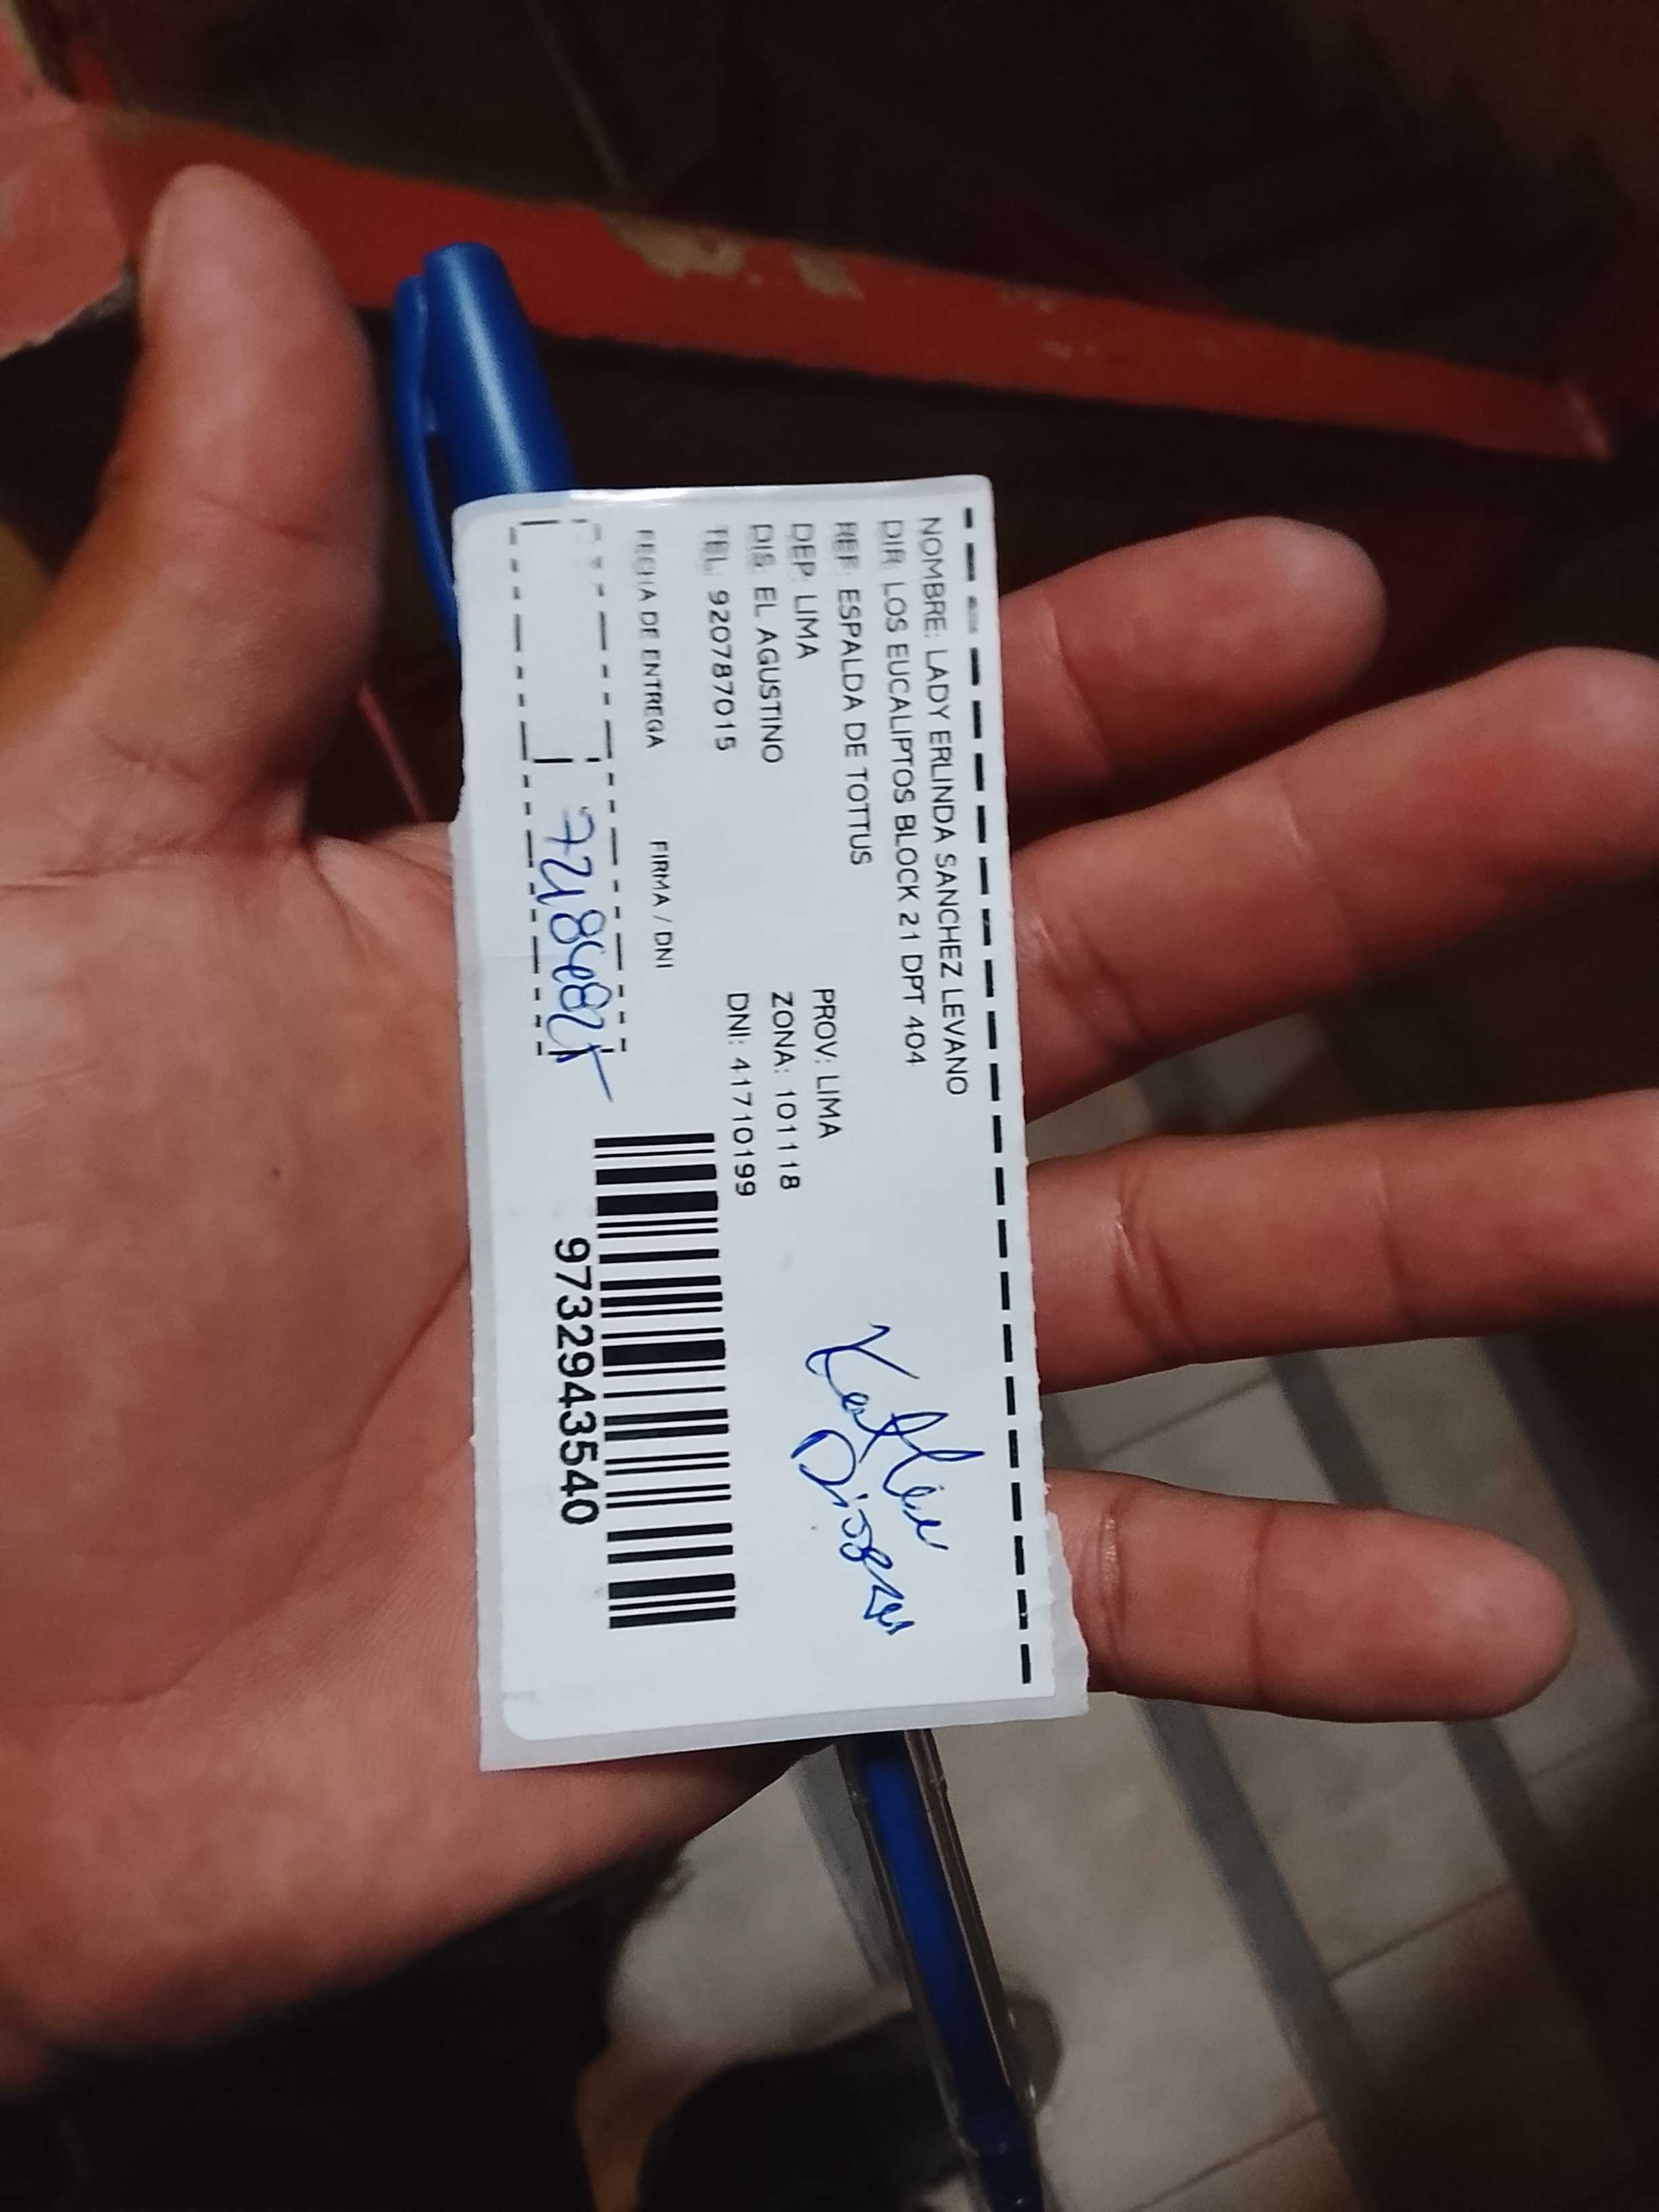 NOMBRE: LADY ERLINDA SANCHEZ LEVANO
DIR: LOS EUCALIPTOS BLOCK 21 DPT 404
REF: ESPALDA DE TOTTUS
DEP: LIMA PROV: LIMA
DIS: EL AGUSTINO ZONA: 101118
TEL: 920787015 DNI: 41710199
FECHA DE ENTREGA FIRMA / DNI
9732943540